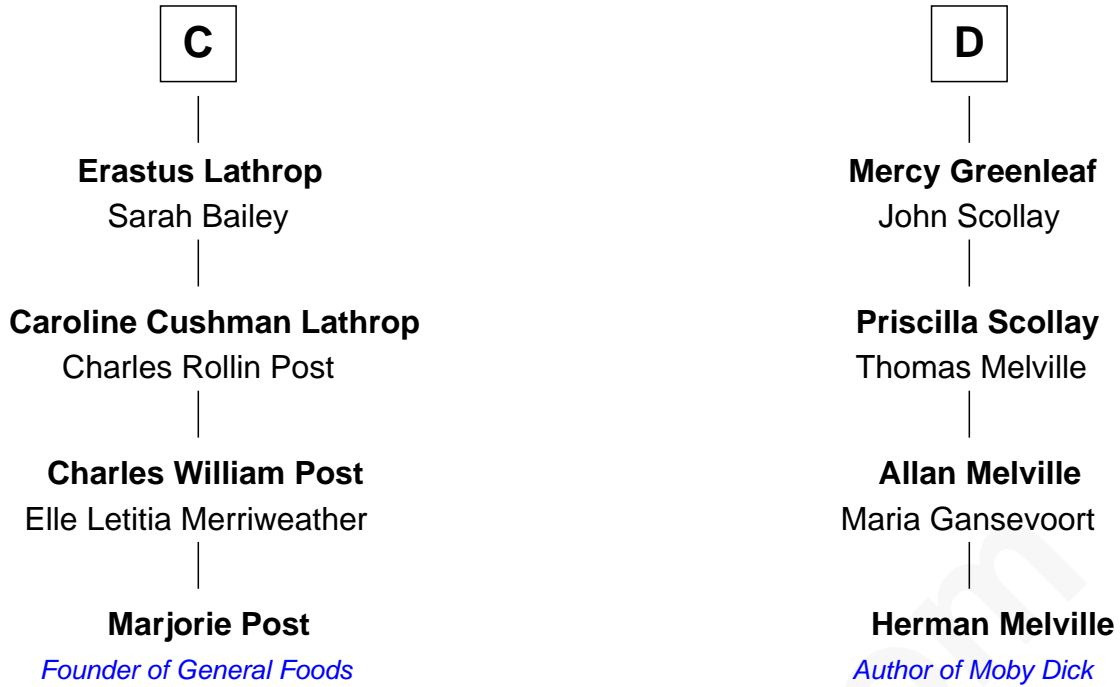 C
Erastus Lathrop
Sarah Bailey
Caroline Cushman Lathrop
Charles Rollin Post
Charles William Post
Elle Letitia Merriweather
Marjorie Post
Founder of General Foods
D
Mercy Greenleaf
John Scollay
Priscilla Scollay
Thomas Melville
Allan Melville
Maria Gansevoort
Herman Melville
Author of Moby Dick